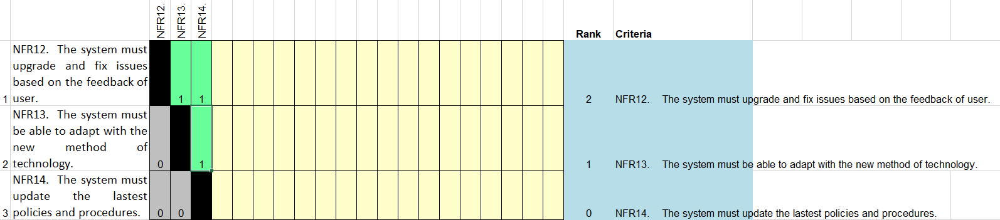 NFR12. NFR13. NFR14. Rank Criteria
NFR12. The system must
upgrade and fix issues
based on the feedback of
1 user. 1 1 2 NFR12. The system must upgrade and fix issues based on the feedback of user.
NFR13. The system must
be able to adapt with the
new method of
2 technology. 0 1 1 NFR13. The system must be able to adapt with the new method of technology.
NFR14. The system must
update the lastest
3 policies and procedures. 0 0 0 NFR14. The system must update the lastest policies and procedures.